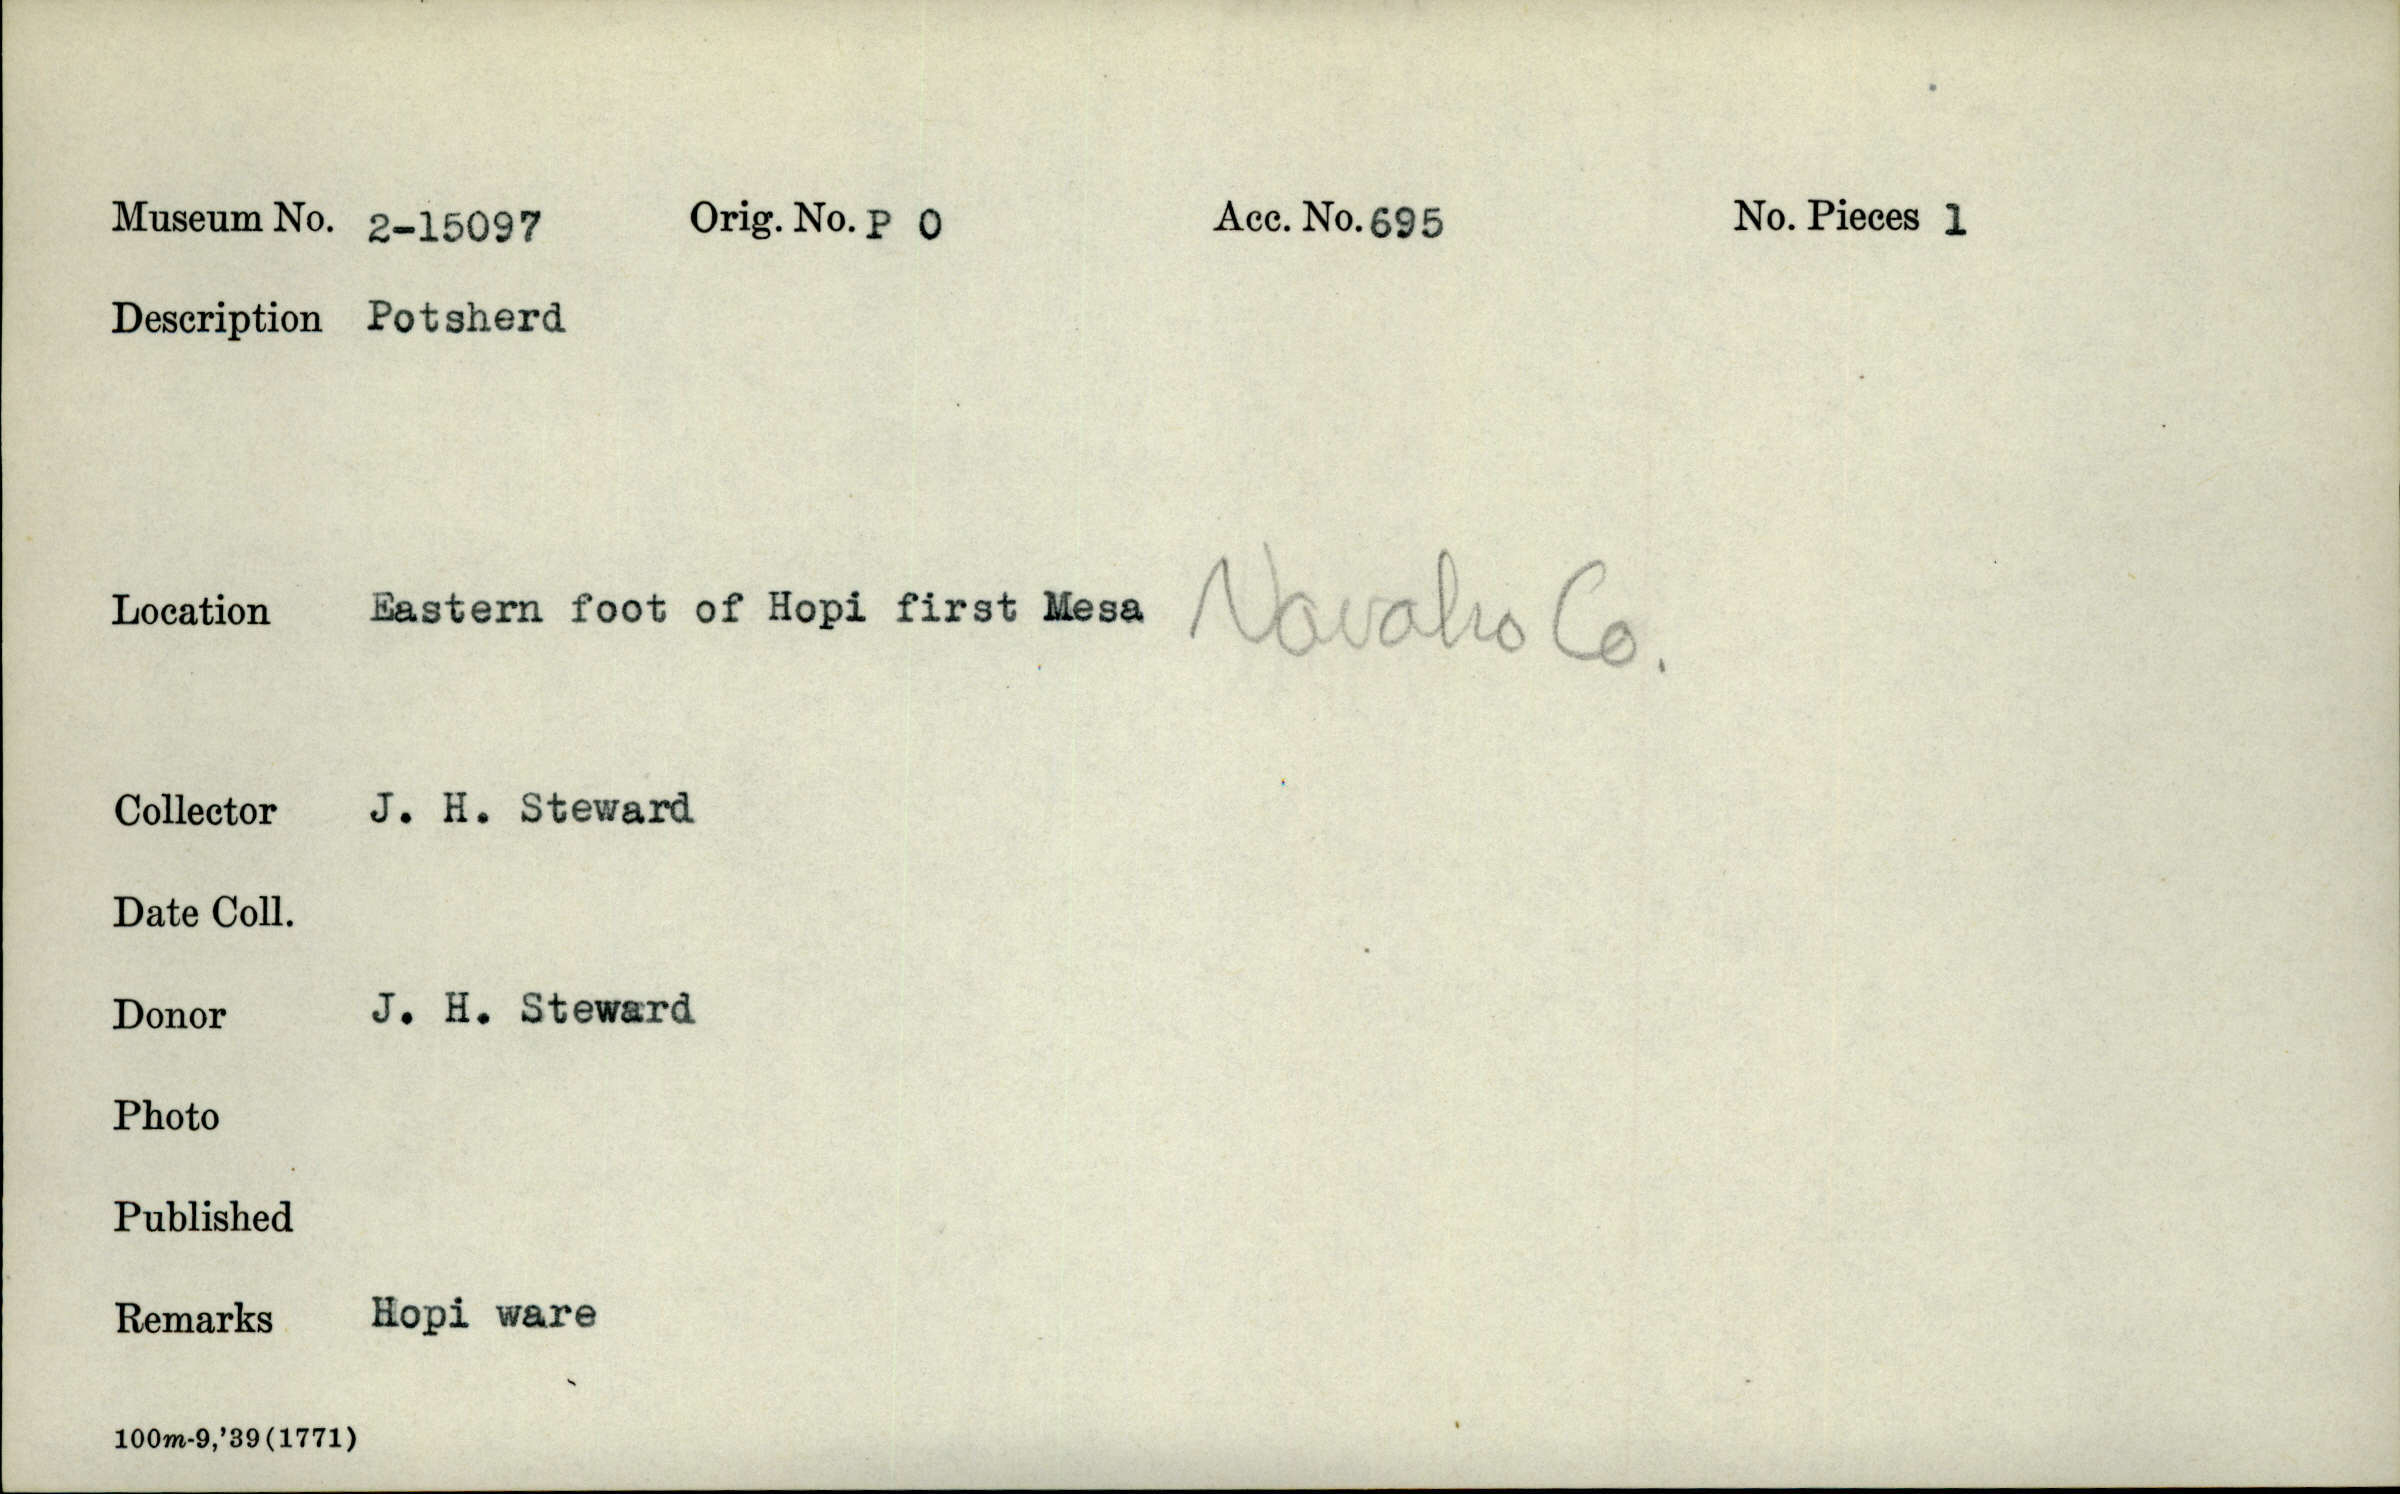 Museum No. 2-15097 Orig. No. P O Acc. No. 695 No. Pieces 1
Description Potsherd
Location Eastern foot of Hopi first Mesa Navaho Co.
Collector J. H. Steward
Date Coll.
Donor J. H. Steward
Photo
Published
Remarks Hopi ware
100m-9,'39(1771)